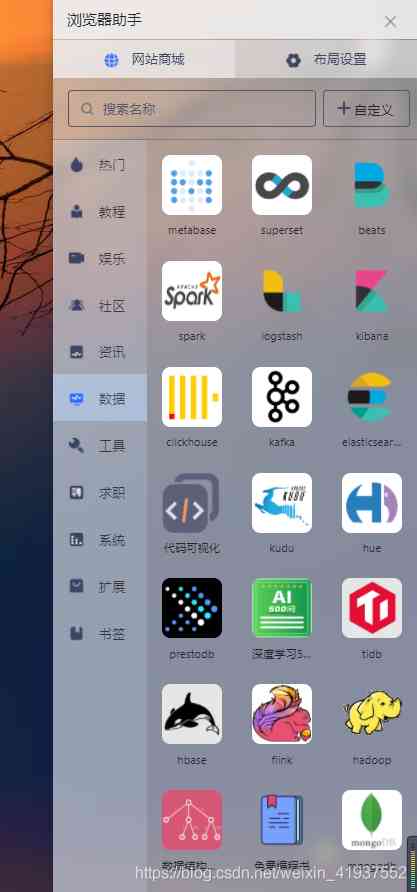 浏览器助手
网站商城
布局设置
搜索名称
自定义
热门
教程
娱乐
社区
资讯
数据
工具
求职
系统
扩展
书签
metabase
superset
beats
APACHE
Spark
spark
logstash
kibana
clickhouse
kafka
elasticsear...
代码可视化
KUDU
kudu
hue
AI
500问
prestodb
深度学习5...
tidb
hbase
flink
hadoop
mongoDB
数据结构
免费编程书
mongodb
https://blog.csdn.net/weixin_41937552